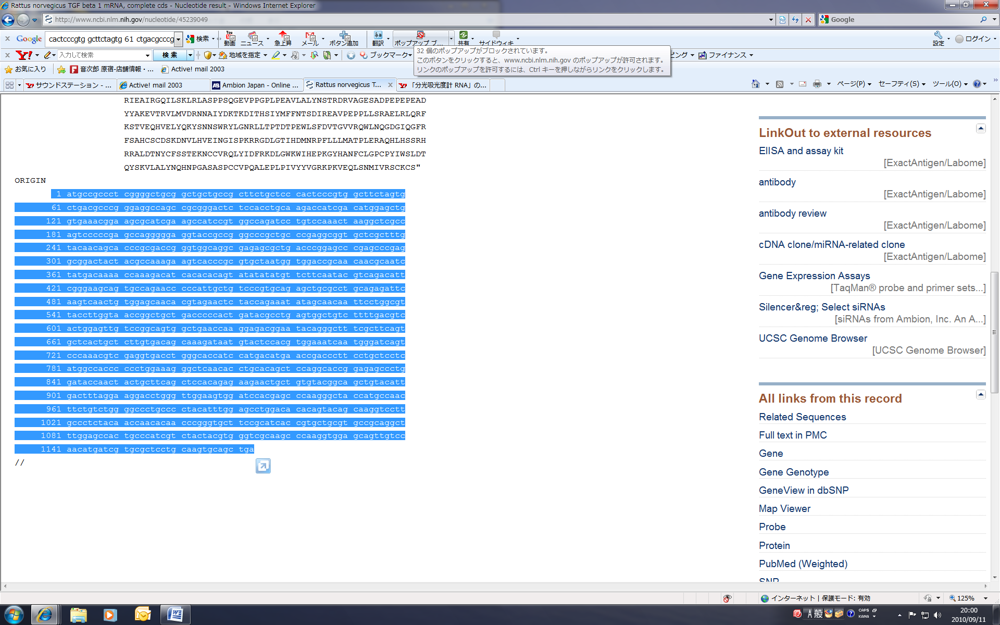 Rattus norvegicus TGF beta 1 mRNA, complete cds - Nucleotide result - Windows Internet Explorer
http://www.ncbi.nlm.nih.gov/nucleotide/45239049
Google
Google
cactcccgtg gcttctagtg 61 ctgacgcccg
検索
動画
ニュース
急上昇
メール
ボタン追加
翻訳
ポップアップ ブ...
共有
サイドウィキ
設定
ログイン
Y!
入力して検索
検 索
地域を指定
ブックマーク
ピング
ファイナンス
32 個のポップアップがブロックされています。
このボタンをクリックすると、www.ncbi.nlm.nih.gov のポップアップが許可されます。
リンクのポップアップを許可するには、Ctrl キーを押しながらリンクをクリックします。
お気に入り
音次郎 原宿-店舗情報・...
Active! mail 2003
サウンドステーション - ...
Active! mail 2003
Ambion Japan - Online ...
Rattus norvegicus T...
「分光吸光度計 RNA」の...
ページ(P)
セーフティ(S)
ツール(O)
RIEAIRGQILSKLRLASPPSQGEVPPGPLPEAVLALYNSTRDRVAGESADPEPEPEAD
YYAKEVTRVLMVDRNNAIYDKTKDITHSIYMFFNTSDIREAVPEPPLLSRAELRLQRF
KSTVEQHVELYQKYSNNSWRYLGNRLLTPTDTPEWLSFDVTGVVRQWLNQGDGIQGFR
FSAHCSCDSKDNVLHVEINGISPKRRGDLGTIHDMNRPFLLLMATPLERAQHLHSSRH
RRALDTNYCFSSTEKNCCVRQLYIDFRKDLGWKWIHEPKGYHANFCLGPCPYIWSLDT
QYSKVLALYNQHNPGASASPCCVPQALEPLPIVYYVGRKPKVEQLSNMIVRSCKCS"
ORIGIN
1 atgccgccct cggggctgcg gctgctgccg cttctgctcc cactcccgtg gcttctagtg
61 ctgacgcccg ggaggccagc cgcgggactc tccacctgca agaccatcga catggagctg
121 gtgaaacgga agcgcatcga agccatccgt ggccagatcc tgtccaaact aaggctcgcc
181 agtcccccga gccaggggga ggtaccgccg ggcccgctgc ccgaggcggt gctcgctttg
241 tacaacagca cccgcgaccg ggtggcaggc gagagcgctg acccggagcc cgagcccgag
301 gcggactact acgccaaaga agtcacccgc gtgctaatgg tggaccgcaa caacgcaatc
361 tatgacaaaa ccaaagacat cacacacagt atatatatgt tcttcaatac gtcagacatt
421 cgggaagcag tgccagaacc cccattgctg tcccgtgcag agctgcgcct gcagagattc
481 aagtcaactg tggagcaaca cgtagaactc taccagaaat atagcaacaa ttcctggcgt
541 taccttggta accggctgct gacccccact gatacgcctg agtggctgtc ttttgacgtc
601 actggagttg tccggcagtg gctgaaccaa ggagacggaa tacagggctt tcgcttcagt
661 gctcactgct cttgtgacag caaagataat gtactccacg tggaaatcaa tgggatcagt
721 cccaaacgtc gaggtgacct gggcaccatc catgacatga accgaccctt cctgctcctc
781 atggccaccc ccctggaaag ggctcaacac ctgcacagct ccaggcaccg gagagccctg
841 gataccaact actgcttcag ctccacagag aagaactgct gtgtacggca gctgtacatt
901 gactttagga aggacctggg ttggaagtgg atccacgagc ccaagggcta ccatgccaac
961 ttctgtctgg ggccctgccc ctacatttgg agcctggaca cacagtacag caaggtcctt
1021 gccctctaca accaacacaa cccgggtgct tccgcatcac cgtgctgcgt gccgcaggct
1081 ttggagccac tgcccatcgt ctactacgtg ggtcgcaagc ccaaggtgga gcagttgtcc
1141 aacatgatcg tgcgctcctg caagtgcagc tga
//
LinkOut to external resources
ElISA and assay kit
[ExactAntigen/Labome]
antibody
[ExactAntigen/Labome]
antibody review
[ExactAntigen/Labome]
cDNA clone/miRNA-related clone
[ExactAntigen/Labome]
Gene Expression Assays
[TaqMan® probe and primer sets...]
Silencer&reg; Select siRNAs
[siRNAs from Ambion, Inc. An A...]
UCSC Genome Browser
[UCSC Genome Browser]
All links from this record
Related Sequences
Full text in PMC
Gene
Gene Genotype
GeneView in dbSNP
Map Viewer
Probe
Protein
PubMed (Weighted)
SNP
インターネット | 保護モード: 有効
125%
A 般
CAPS
KANA
20:00
2010/09/11